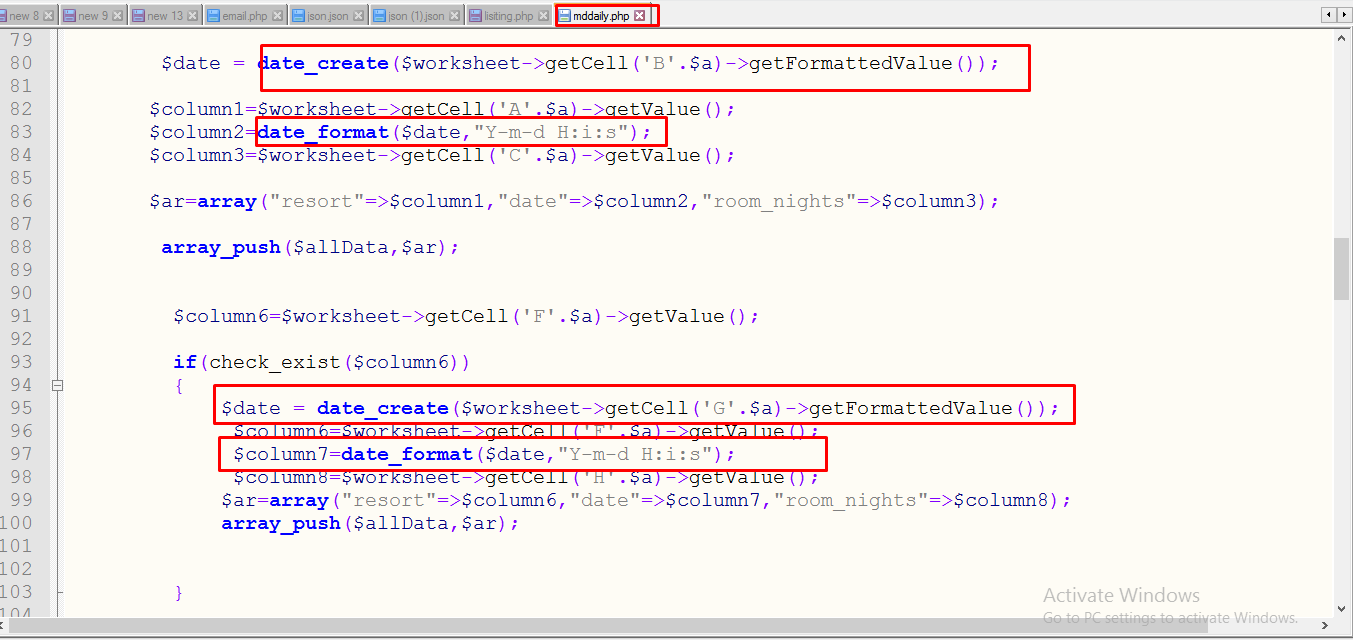 new 8 new 9 new 13 email.php json.json json (1).json lisiting.php mddaily.php
79
80 $date = date_create($worksheet->getCell('B'.$a)->getFormattedValue());
81
82 $column1=$worksheet->getCell('A'.$a)->getValue();
83 $column2=date_format($date,"Y-m-d H:i:s");
84 $column3=$worksheet->getCell('C'.$a)->getValue();
85
86 $ar=array("resort"=>$column1,"date"=>$column2,"room_nights"=>$column3);
87
88 array_push($allData,$ar);
89
90
91 $column6=$worksheet->getCell('F'.$a)->getValue();
92
93 if(check_exist($column6))
94 {
95 $date = date_create($worksheet->getCell('G'.$a)->getFormattedValue());
96 $column6=$worksheet->getCell('F'.$a)->getValue();
97 $column7=date_format($date,"Y-m-d H:i:s");
98 $column8=$worksheet->getCell('H'.$a)->getValue();
99 $ar=array("resort"=>$column6,"date"=>$column7,"room_nights"=>$column8);
100 array_push($allData,$ar);
101
102
103 }
104
Activate Windows
Go to PC settings to activate Windows.